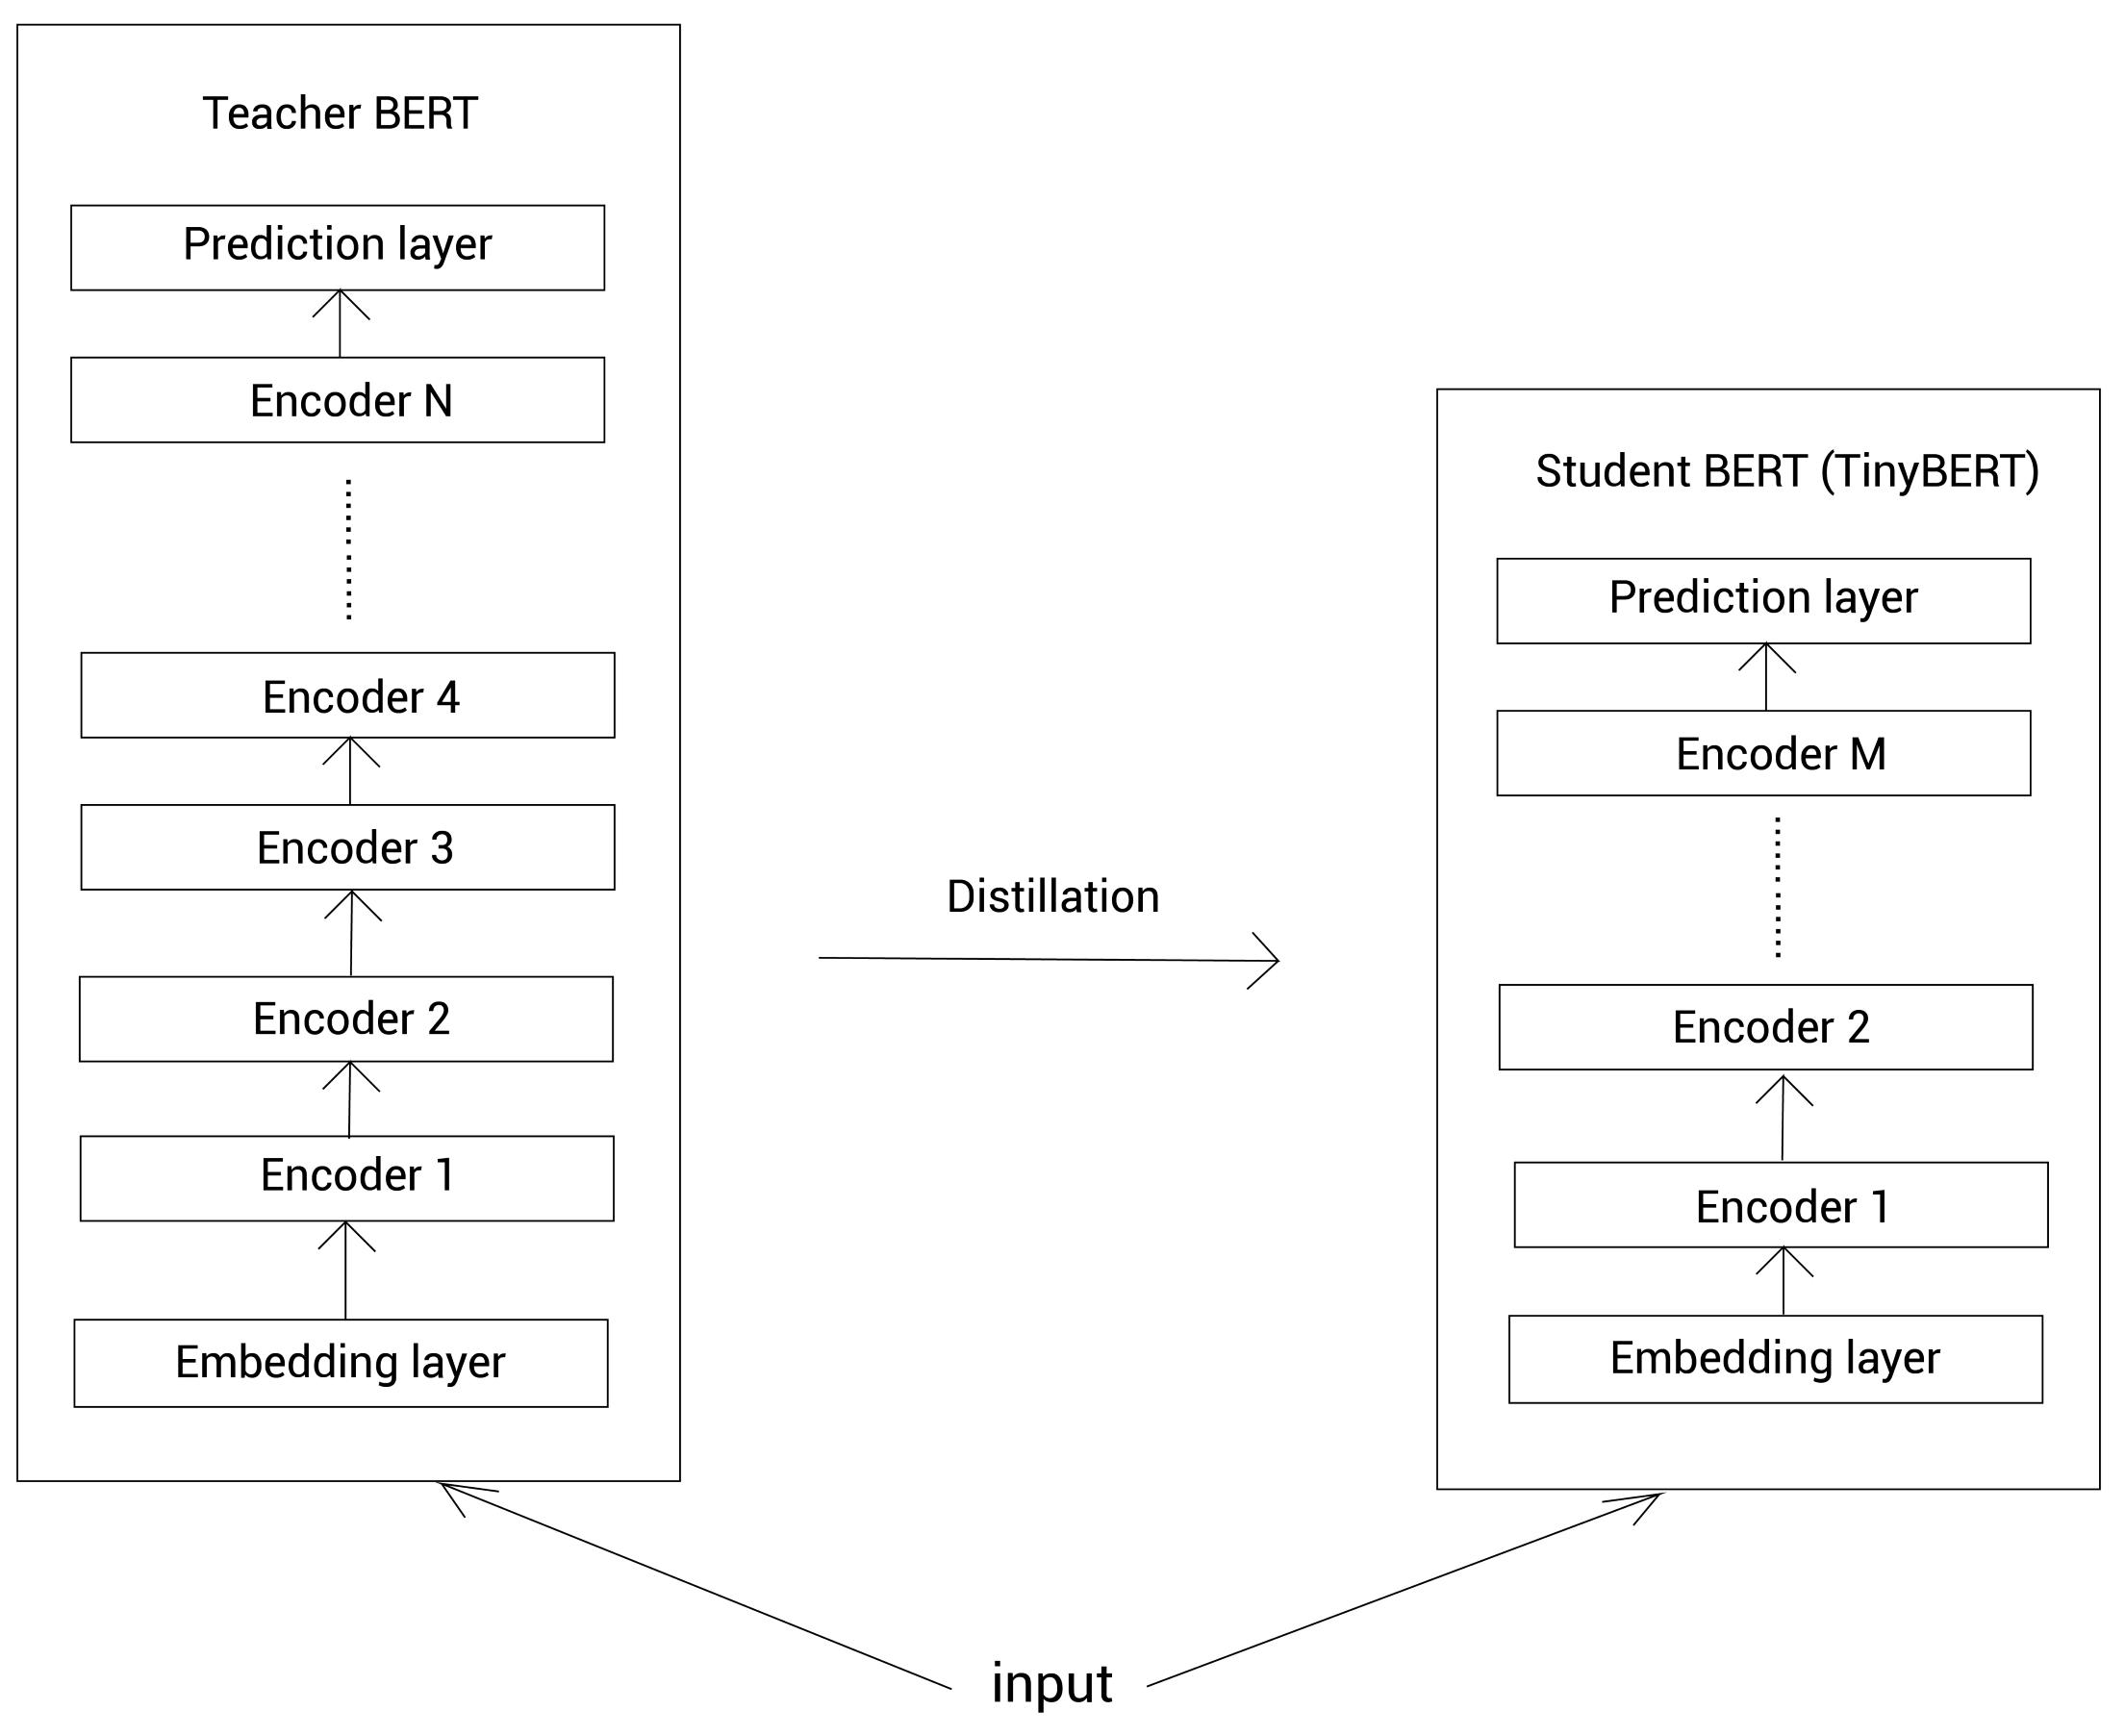 Teacher BERT
Prediction layer
Encoder N
Encoder 4
Encoder 3
Encoder 2
Encoder 1
Embedding layer
Distillation
Student BERT (TinyBERT)
Prediction layer
Encoder M
Encoder 2
Encoder 1
Embedding layer
input